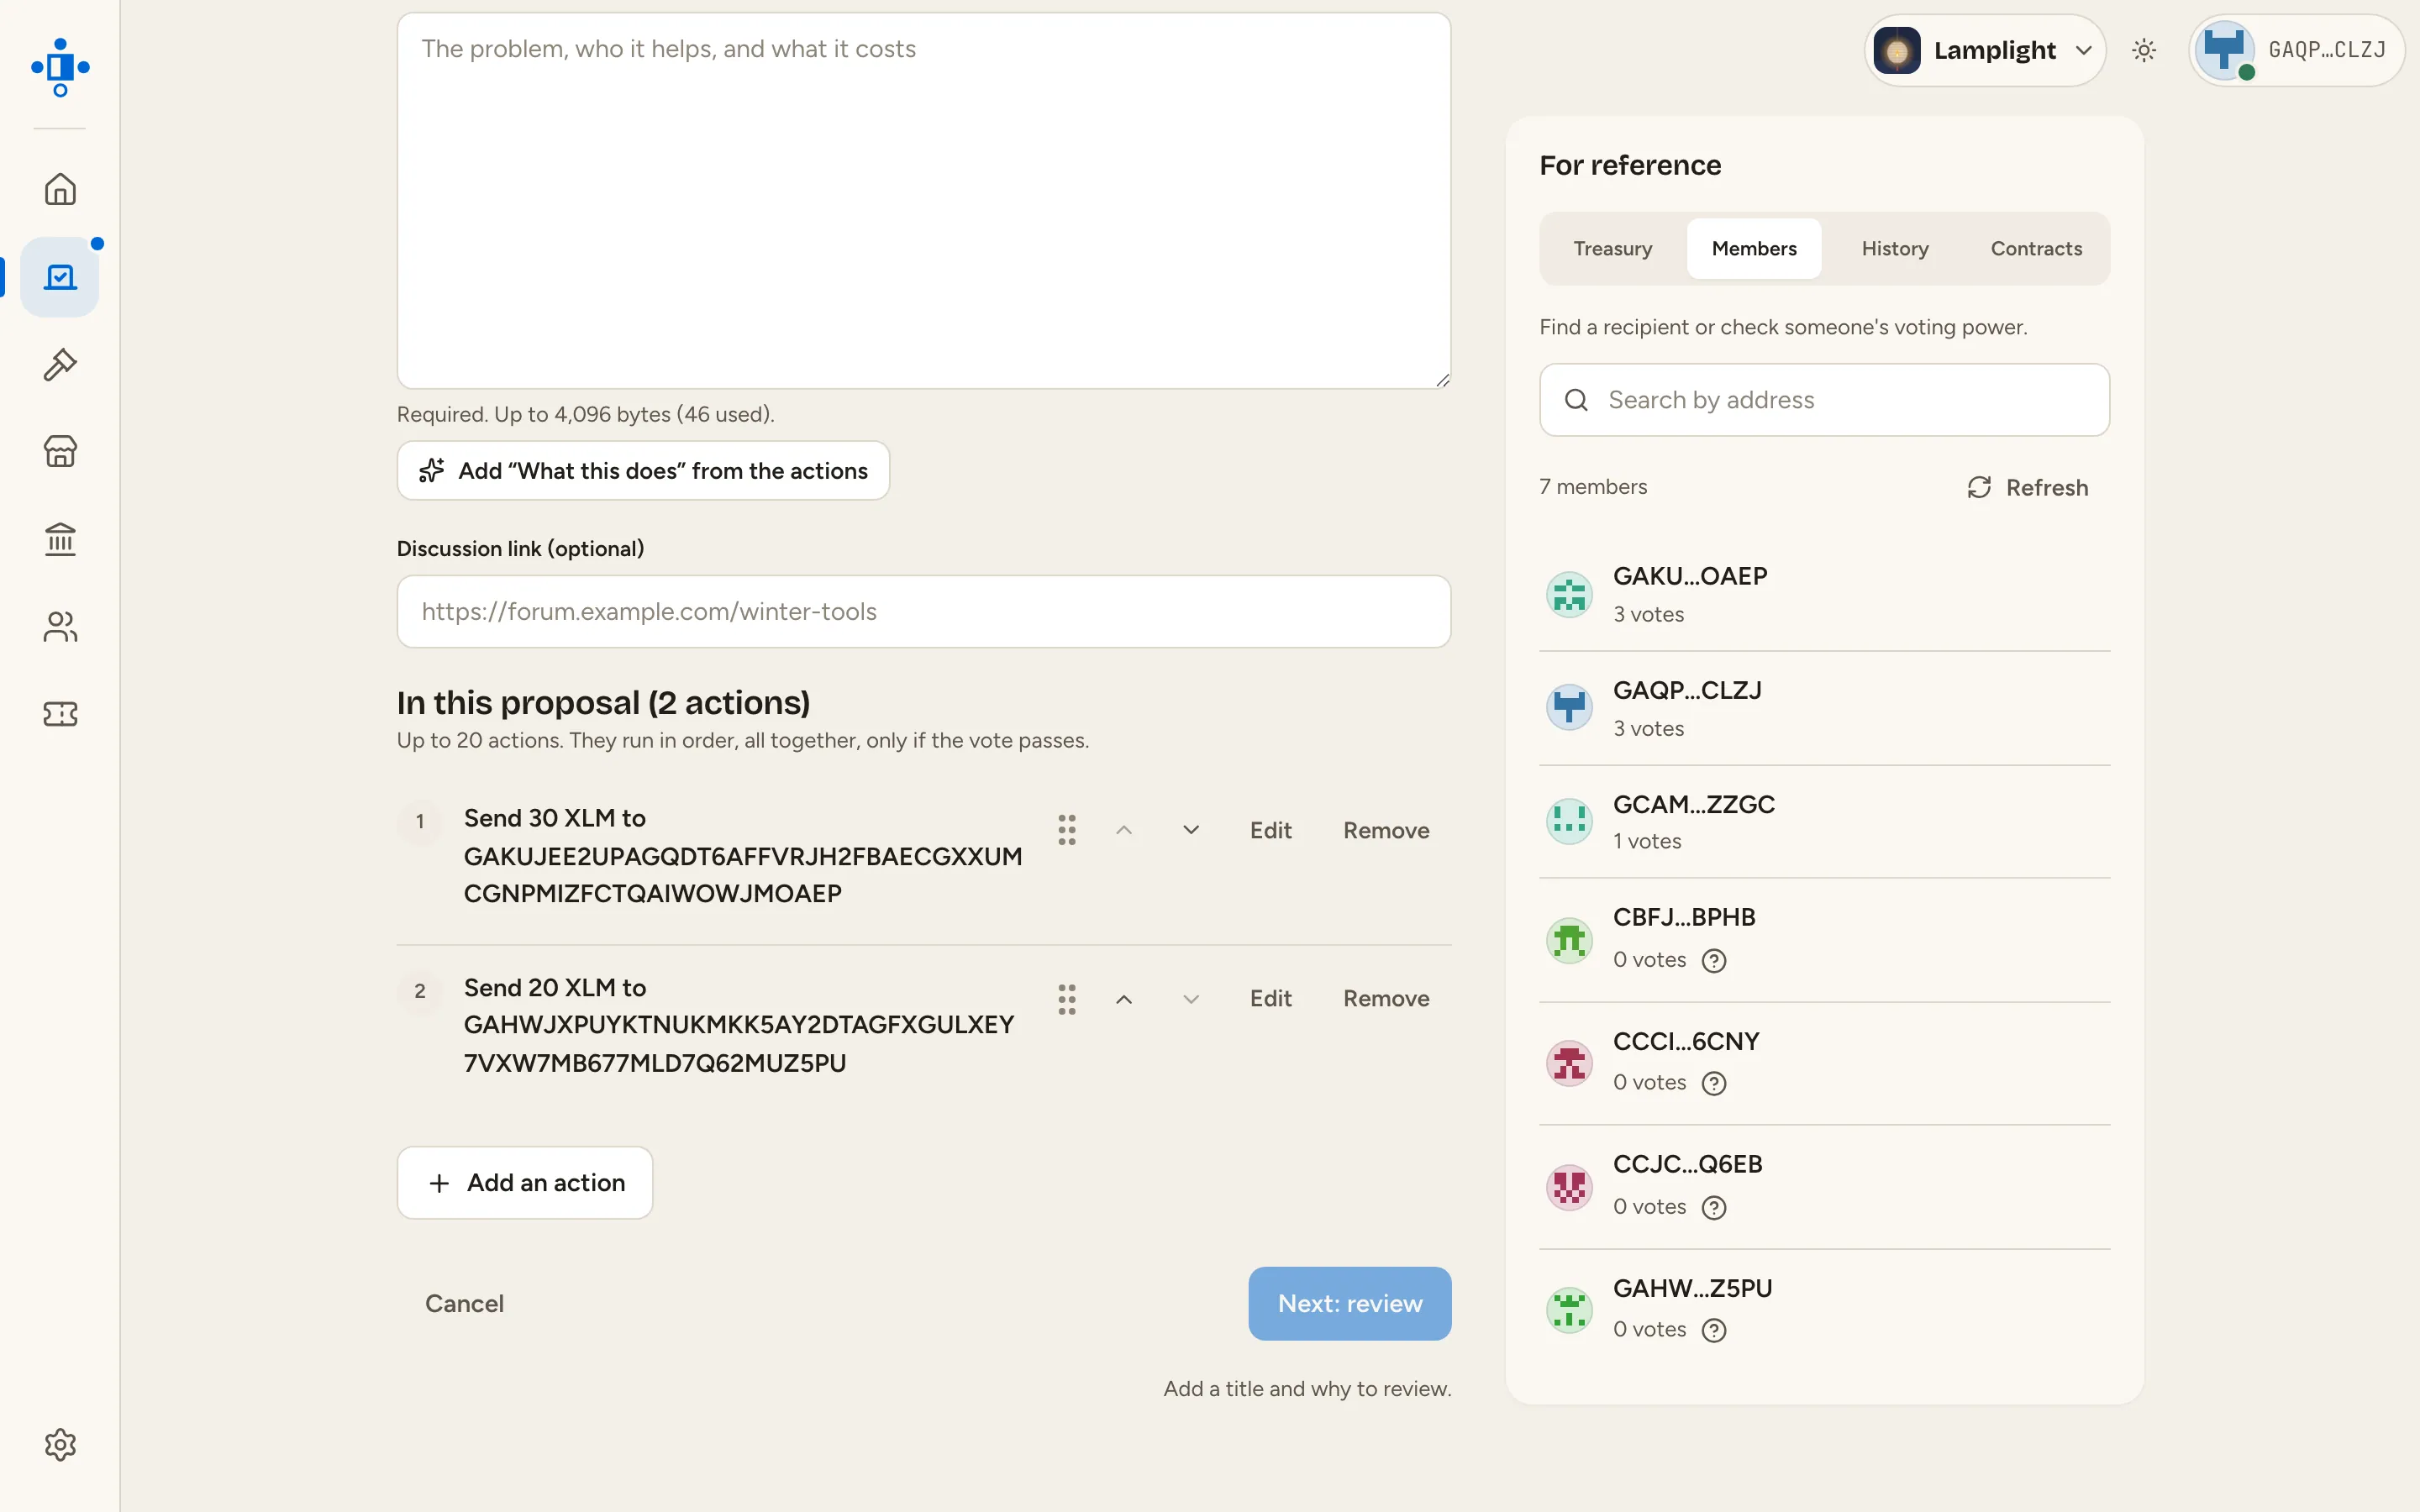 The problem, who it helps, and what it costs
Required. Up to 4,096 bytes (46 used).
Add “What this does” from the actions
Discussion link (optional)
https://forum.example.com/winter-tools
In this proposal (2 actions)
Up to 20 actions. They run in order, all together, only if the vote passes.
1
Send 30 XLM to
GAKUJEE2UPAGQDT6AFFVRJH2FBAECGXXUM
CGNPMIZFCTQAIWOWJMOAEP
Edit
Remove
2
Send 20 XLM to
GAHWJXPUYKTNUKMKK5AY2DTAGFXGULXEY
7VXW7MB677MLD7Q62MUZ5PU
Edit
Remove
Add an action
Cancel
Next: review
Add a title and why to review.
Lamplight
GAQP…CLZJ
For reference
Treasury
Members
History
Contracts
Find a recipient or check someone's voting power.
Search by address
7 members
Refresh
GAKU…OAEP
3 votes
GAQP…CLZJ
3 votes
GCAM…ZZGC
1 votes
CBFJ…BPHB
0 votes
CCCI…6CNY
0 votes
CCJC…Q6EB
0 votes
GAHW…Z5PU
0 votes